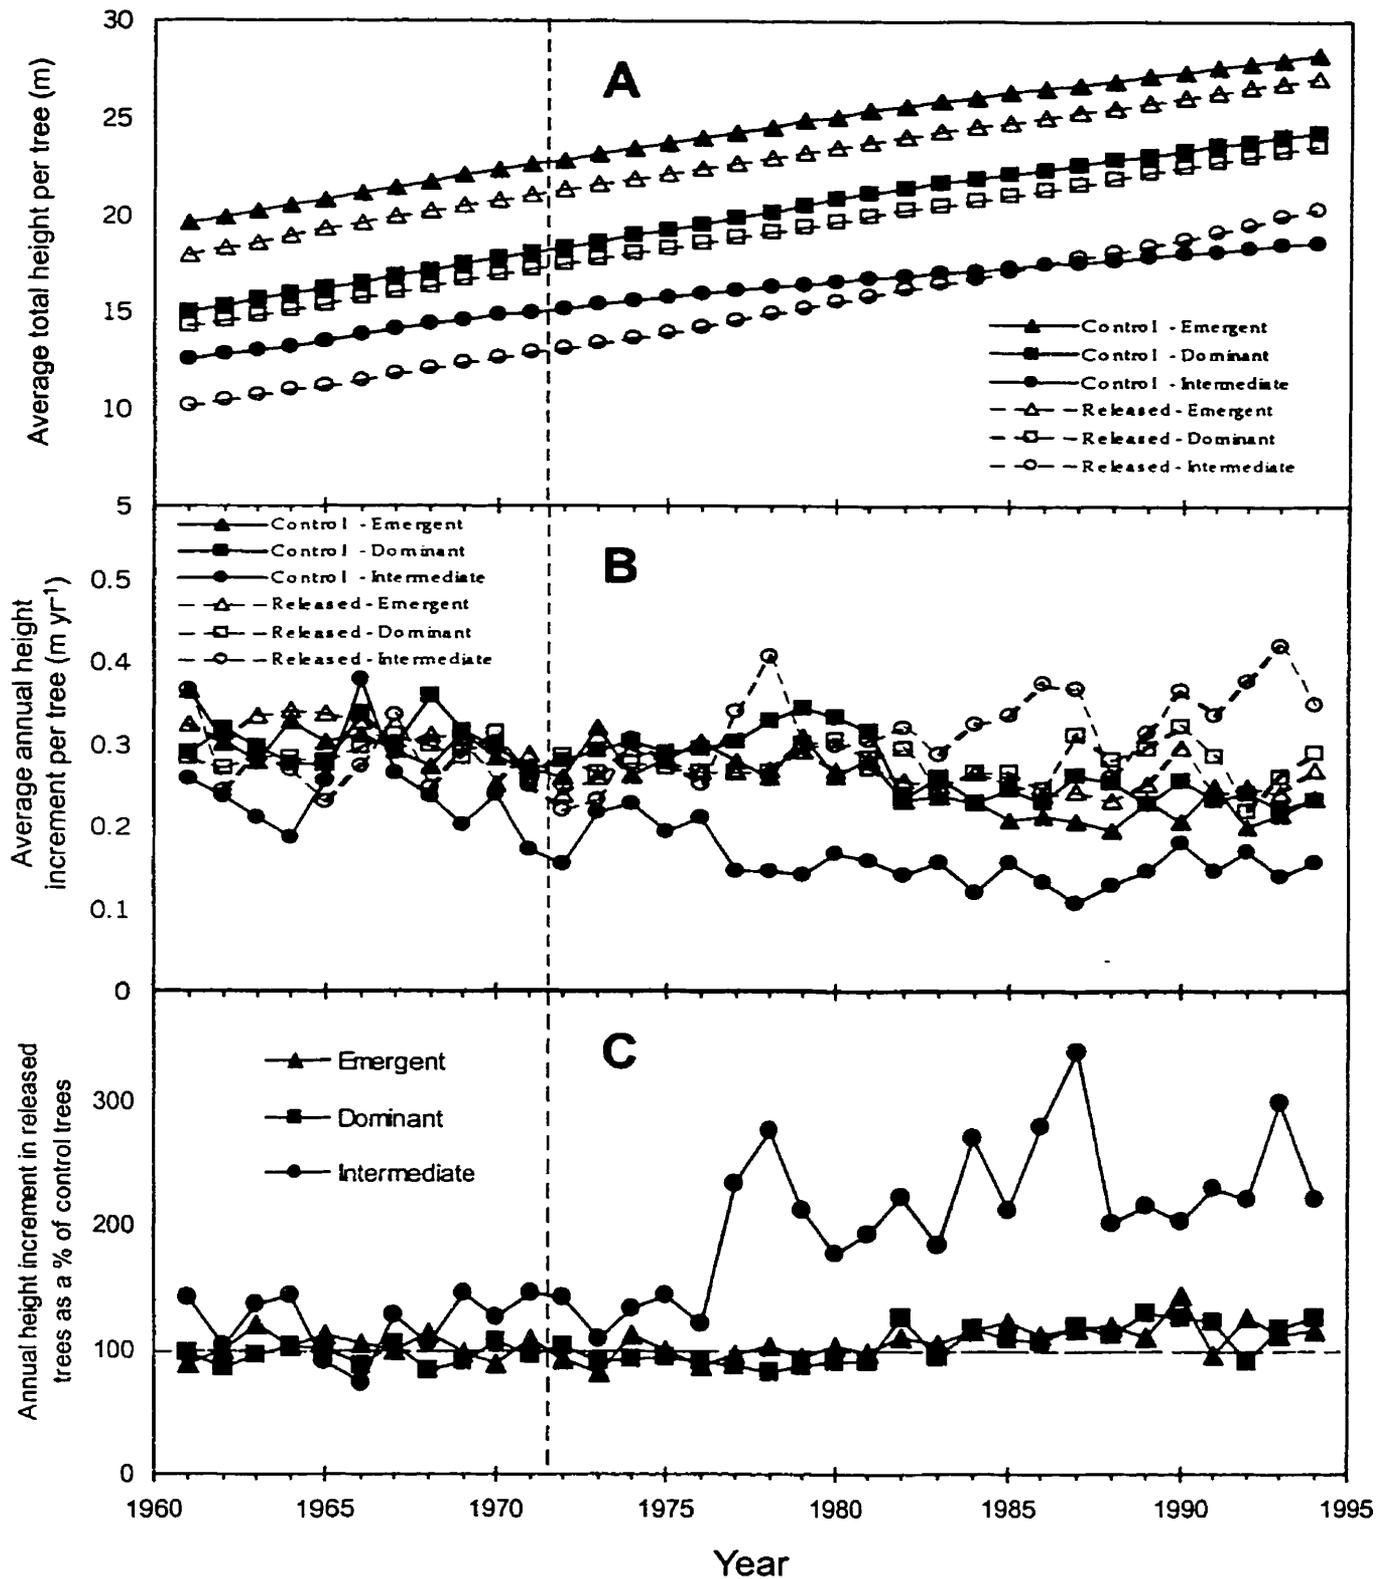 A
Average total height per tree (m)
30
25
20
15
10
5
Control - Emergent
Control - Dominant
Control - Intermediate
Released - Emergent
Released - Dominant
Released - Intermediate
Control - Emergent
Control - Dominant
Control - Intermediate
Released - Emergent
Released - Dominant
Released - Intermediate
B
Average annual height
increment per tree (m yr⁻¹)
0.5
0.4
0.3
0.2
0.1
0
C
Annual height increment in released
trees as a % of control trees
Emergent
Dominant
Intermediate
300
200
100
0
1960 1965 1970 1975 1980 1985 1990 1995
Year